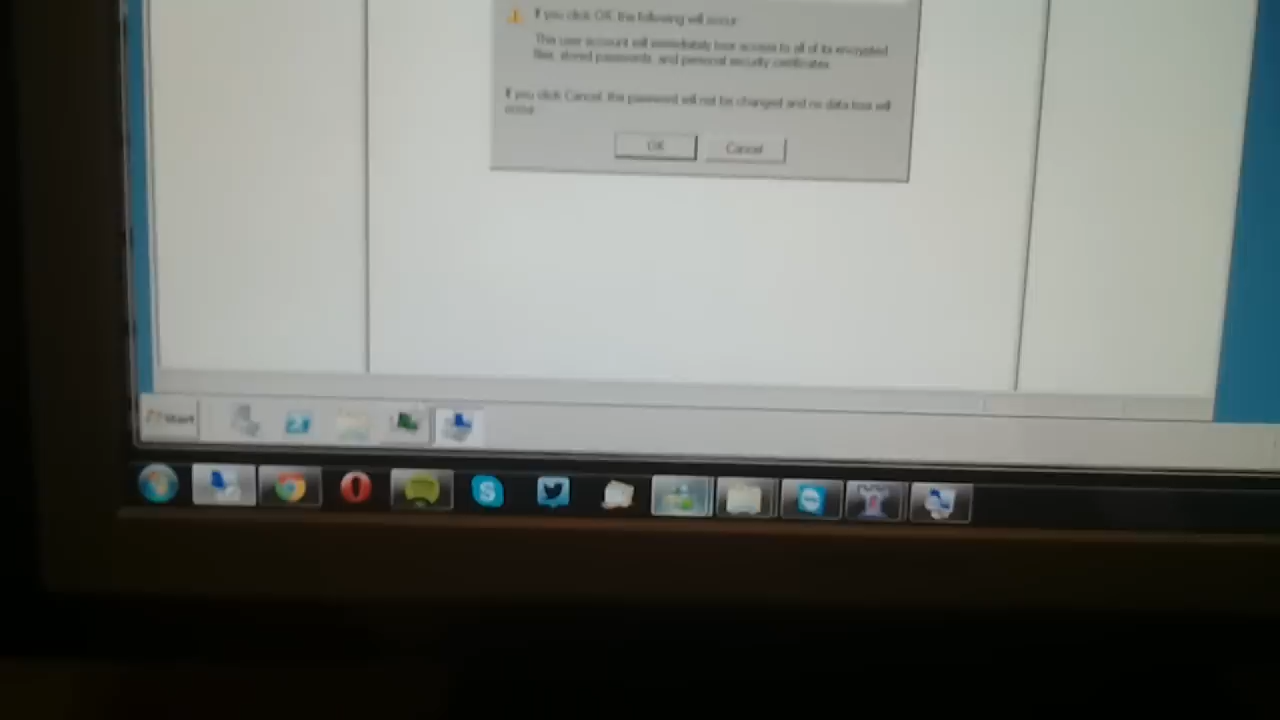 If you click OK, the following will occur:
This user account will immediately lose access to all of its encrypted
files, stored passwords, and personal security certificates.
If you click Cancel, the password will not be changed and no data loss will
occur.
OK
Cancel
Start